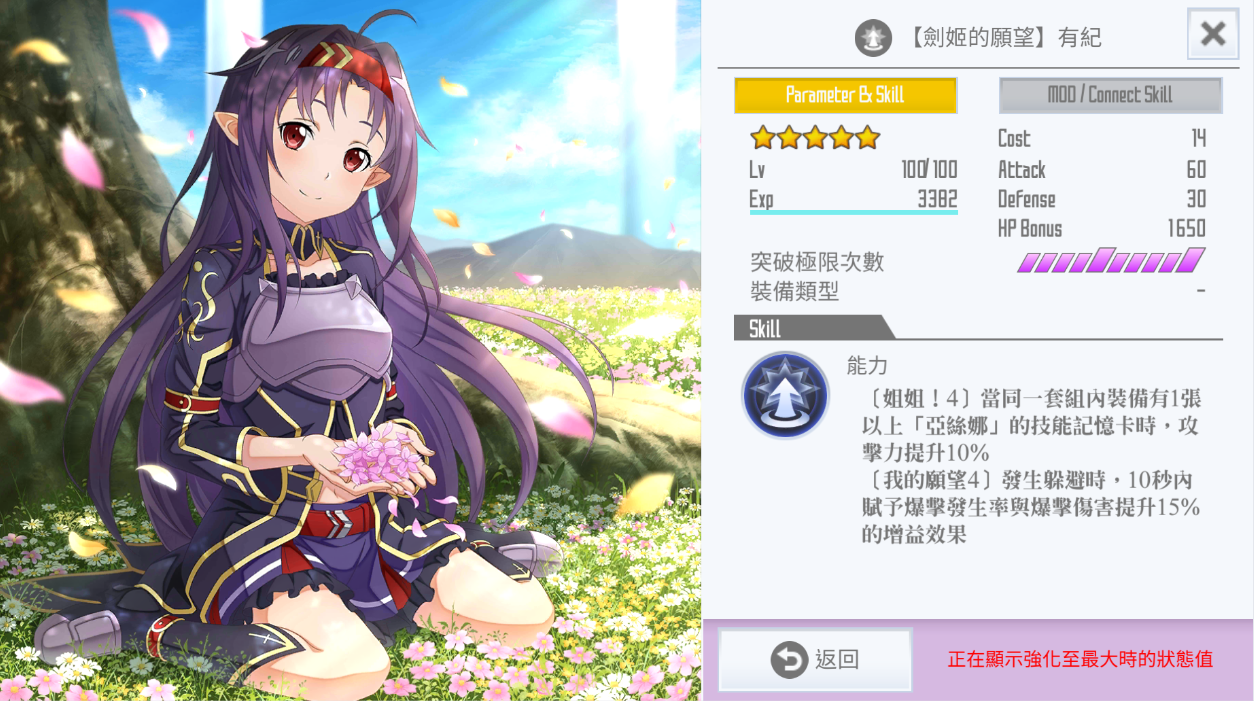 【劍姬的願望】有紀
Parameter & Skill
MOD / Connect Skill
Lv 100/100
Exp 3382
Cost 14
Attack 60
Defense 30
HP Bonus 1650
突破極限次數
裝備類型 -
Skill
能力
〔姐姐！4〕當同一套組內裝備有1張
以上「亞絲娜」的技能記憶卡時，攻
擊力提升10%
〔我的願望4〕發生躲避時，10秒內
賦予爆擊發生率與爆擊傷害提升15%
的增益效果
返回
正在顯示強化至最大時的狀態值